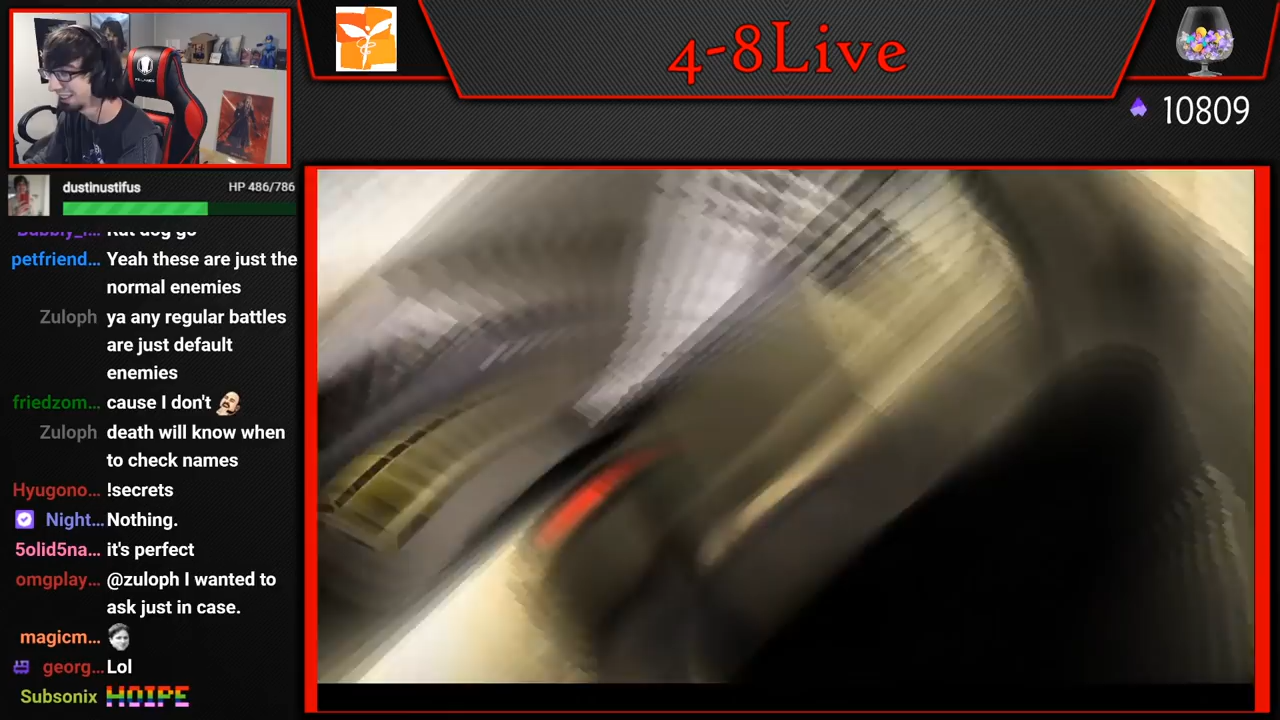 4-8Live
10809
dustinustifus HP 486/786
petfriend... Yeah these are just the
normal enemies
Zuloph ya any regular battles
are just default
enemies
friedzom... cause I don't
Zuloph death will know when
to check names
Hyugono... !secrets
Night... Nothing.
5olid5na... it's perfect
omgplay... @zuloph I wanted to
ask just in case.
magicm...
georg... Lol
Subsonix HOIPE